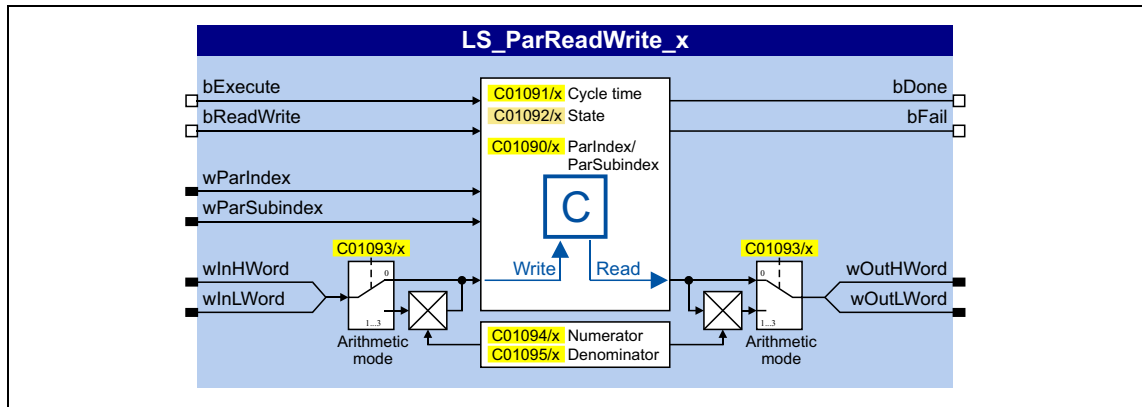 LS_ParReadWrite_x
bExecute
bReadWrite
wParIndex
wParSubindex
wInHWord
wInLWord
C01093/x
0
1...3
Arithmetic
mode
C01091/x Cycle time
C01092/x State
C01090/x ParIndex/
ParSubindex
C
Write
Read
C01094/x Numerator
C01095/x Denominator
C01093/x
0
1...3
Arithmetic
mode
bDone
bFail
wOutHWord
wOutLWord